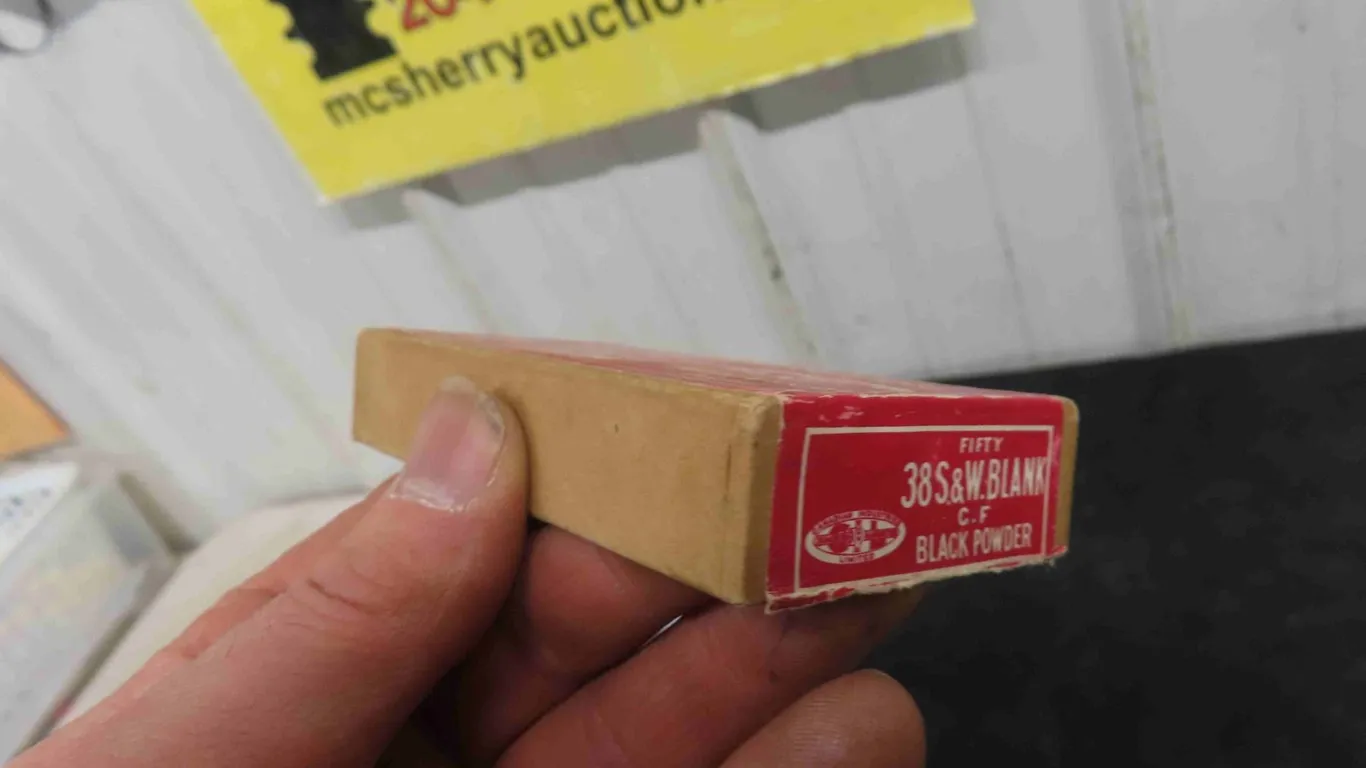 mcsherryauction
FIFTY
38 S.&W. BLANK
C.F
BLACK POWDER